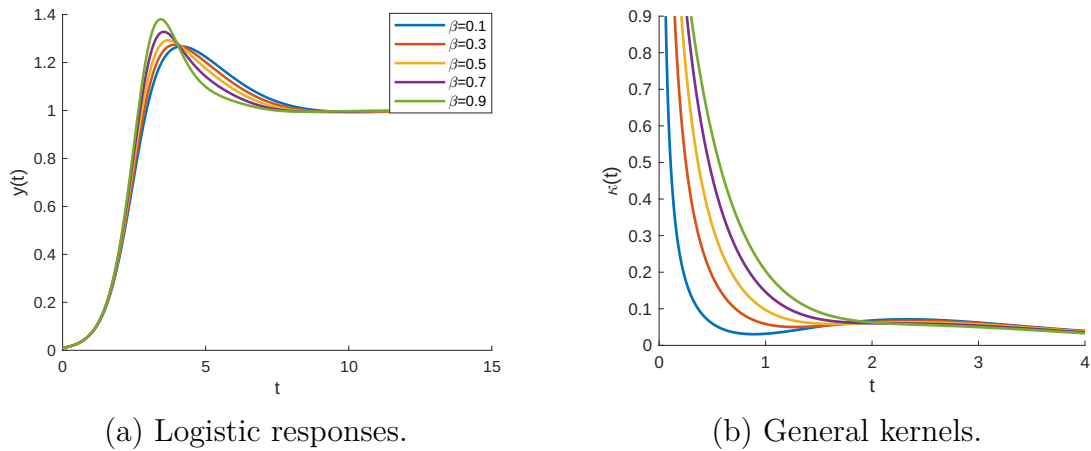 1.4
1.2
1
0.8
0.6
0.4
0.2
0
y(t)
0 5 10 15
t
β=0.1
β=0.3
β=0.5
β=0.7
β=0.9
(a) Logistic responses.
0.9
0.8
0.7
0.6
0.5
0.4
0.3
0.2
0.1
0
κ(t)
0 1 2 3 4
t
(b) General kernels.